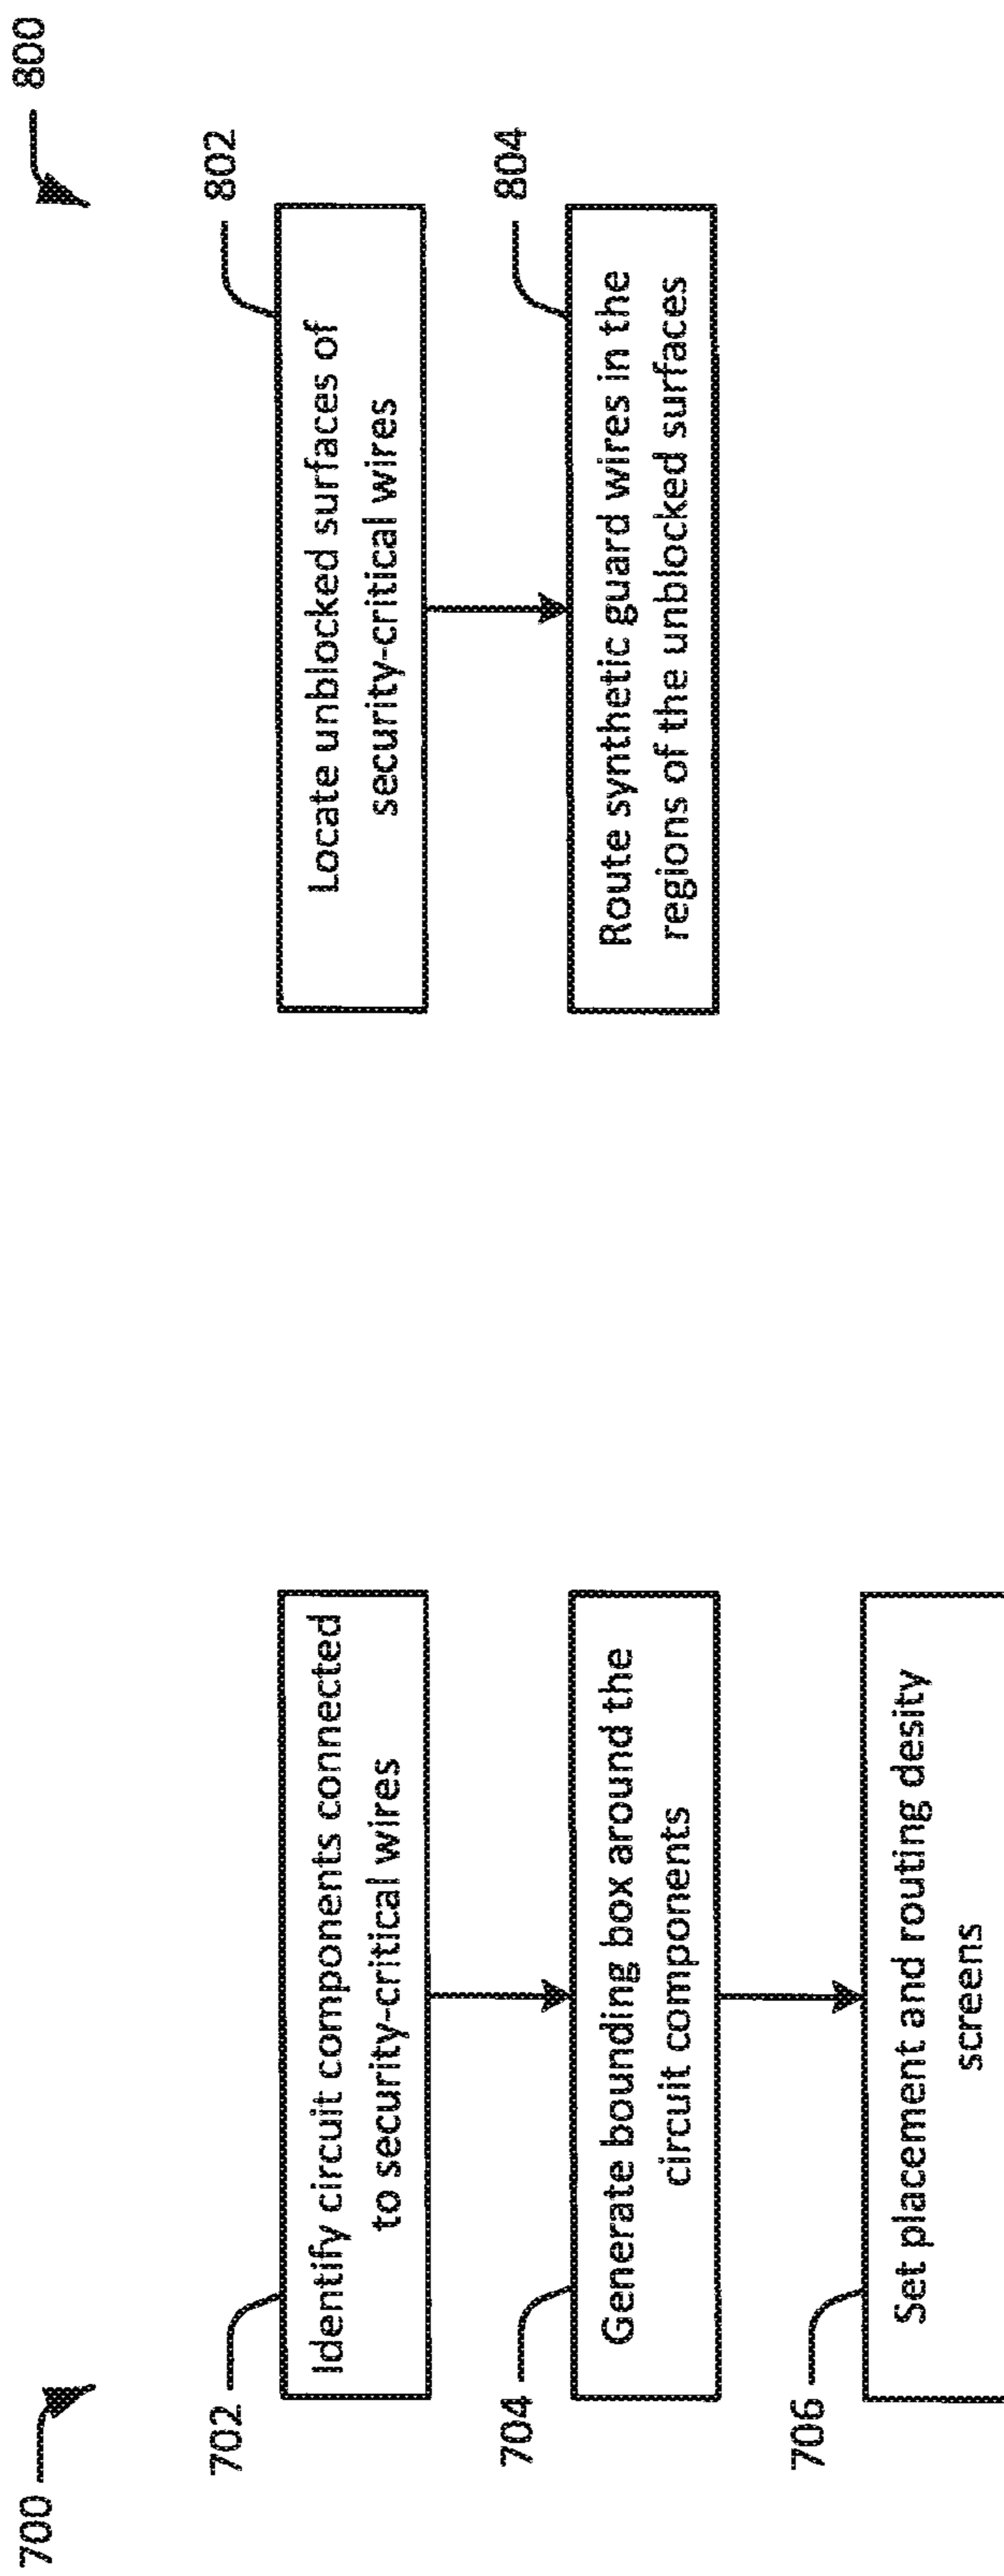 700
702
Identify circuit components connected
to security-critical wires
704
Generate bounding box around the
circuit components
706
Set placement and routing desity
screens
800
802
Locate unblocked surfaces of
security-critical wires
804
Route synthetic guard wires in the
regions of the unblocked surfaces